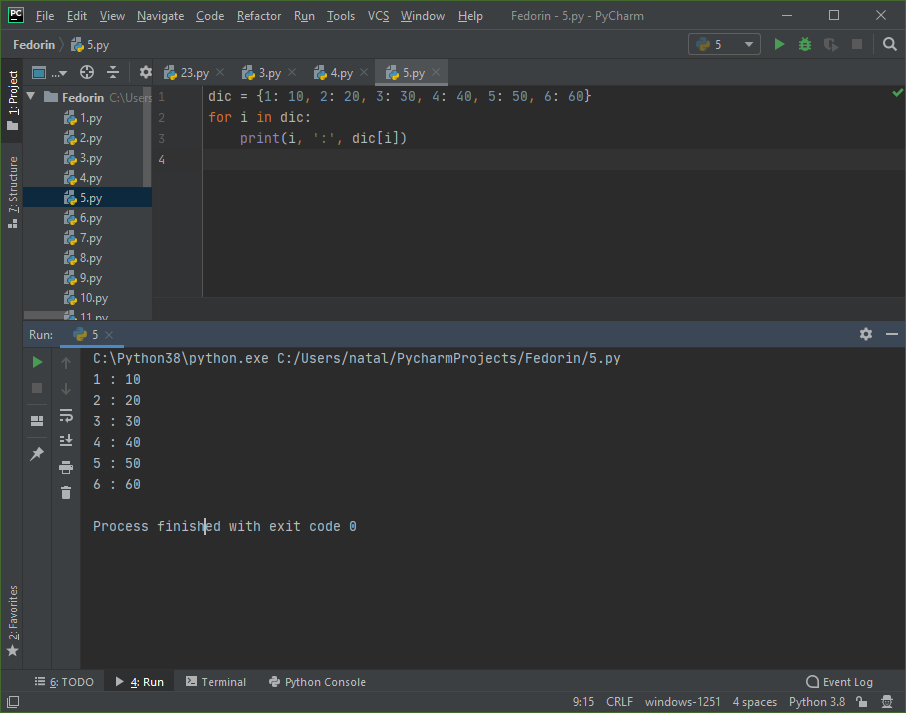 PC File Edit View Navigate Code Refactor Run Tools VCS Window Help Fedorin - 5.py - PyCharm
Fedorin 5.py 5
1: Project
... 23.py 3.py 4.py 5.py
Fedorin C:\Users
1.py
2.py
3.py
4.py
5.py
6.py
7.py
8.py
9.py
10.py
11.py
7: Structure
1 dic = {1: 10, 2: 20, 3: 30, 4: 40, 5: 50, 6: 60}
2 for i in dic:
3 print(i, ':', dic[i])
4
Run: 5
C:\Python38\python.exe C:/Users/natal/PycharmProjects/Fedorin/5.py
1 : 10
2 : 20
3 : 30
4 : 40
5 : 50
6 : 60
Process finished with exit code 0
2: Favorites
6: TODO 4: Run Terminal Python Console Event Log
9:15 CRLF windows-1251 4 spaces Python 3.8